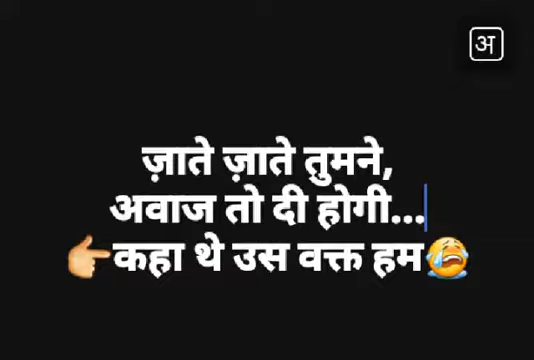 अ
ज़ाते ज़ाते तुमने,
अवाज तो दी होगी...
👉कहा थे उस वक्त हम😭